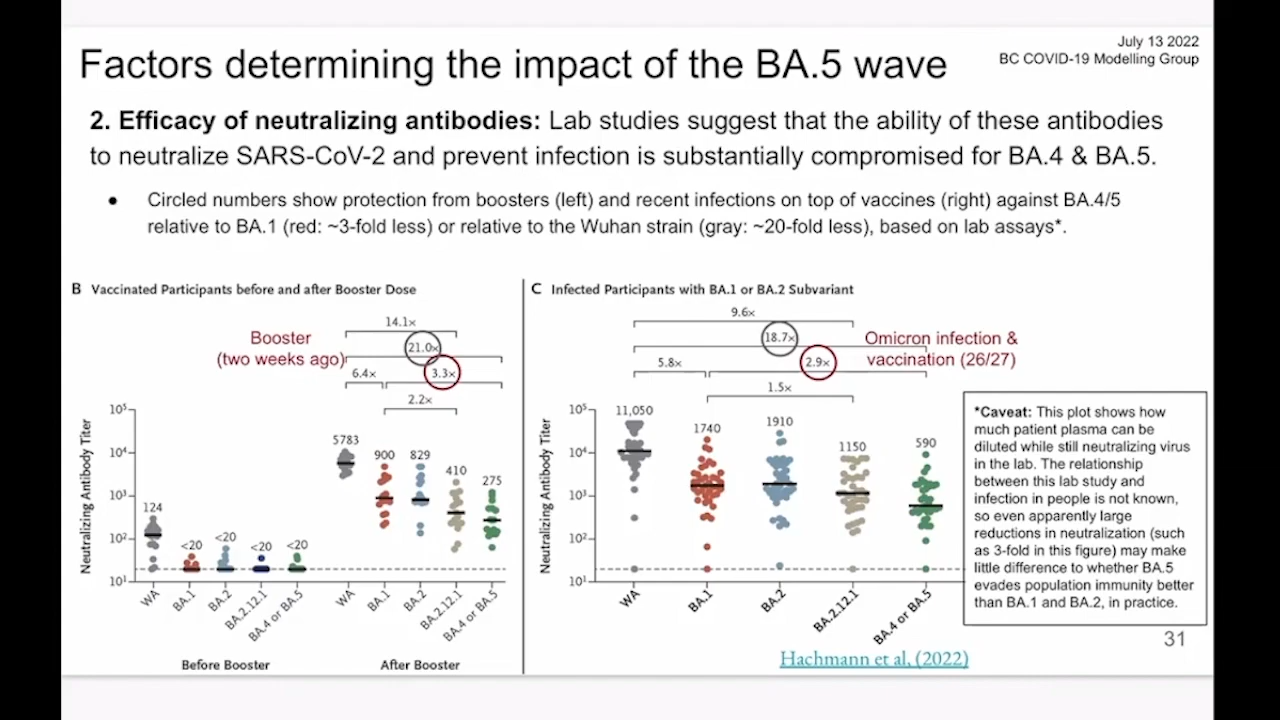 July 13 2022
BC COVID-19 Modelling Group
Factors determining the impact of the BA.5 wave
2. Efficacy of neutralizing antibodies: Lab studies suggest that the ability of these antibodies
to neutralize SARS-CoV-2 and prevent infection is substantially compromised for BA.4 & BA.5.
● Circled numbers show protection from boosters (left) and recent infections on top of vaccines (right) against BA.4/5
relative to BA.1 (red: ~3-fold less) or relative to the Wuhan strain (gray: ~20-fold less), based on lab assays*.
B Vaccinated Participants before and after Booster Dose
Booster
(two weeks ago)
14.1×
21.0×
6.4×
3.3×
2.2×
Neutralizing Antibody Titer
10⁵
10⁴
10³
10²
10¹
124
<20
<20
<20
<20
5783
900
829
410
275
WA
BA.1
BA.2
BA.2.12.1
BA.4 or BA.5
WA
BA.1
BA.2
BA.2.12.1
BA.4 or BA.5
Before Booster
After Booster
C Infected Participants with BA.1 or BA.2 Subvariant
9.6×
18.7×
5.8×
2.9×
1.5×
Omicron infection &
vaccination (26/27)
Neutralizing Antibody Titer
10⁵
10⁴
10³
10²
10¹
11,050
1740
1910
1150
590
WA
BA.1
BA.2
BA.2.12.1
BA.4 or BA.5
*Caveat: This plot shows how
much patient plasma can be
diluted while still neutralizing virus
in the lab. The relationship
between this lab study and
infection in people is not known,
so even apparently large
reductions in neutralization (such
as 3-fold in this figure) may make
little difference to whether BA.5
evades population immunity better
than BA.1 and BA.2, in practice.
31
Hachmann et al, (2022)